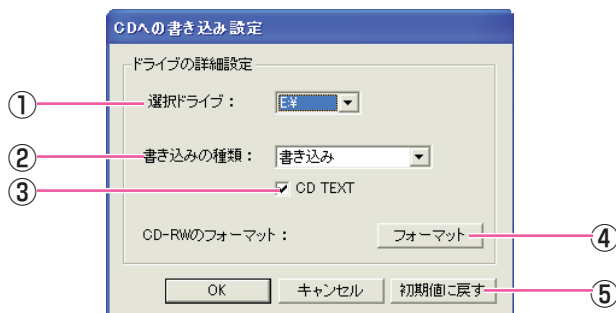 CDへの書き込み設定
ドライブの詳細設定
① 選択ドライブ： E¥
② 書き込みの種類： 書き込み
③ CD TEXT
CD-RWのフォーマット： フォーマット ④
OK キャンセル 初期値に戻す ⑤